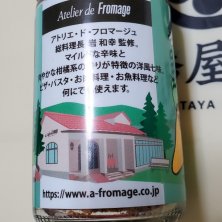 Atelier de Fromage
アトリエ・ド・フロマージュ
総料理長 岩 和幸 監修。
マイルドな辛味と
爽やかな柑橘系の香りが特徴の洋風七味
ピザ・パスタ・お肉料理・お魚料理など
何にでも使えます。
https://www.a-fromage.co.jp
TAYA